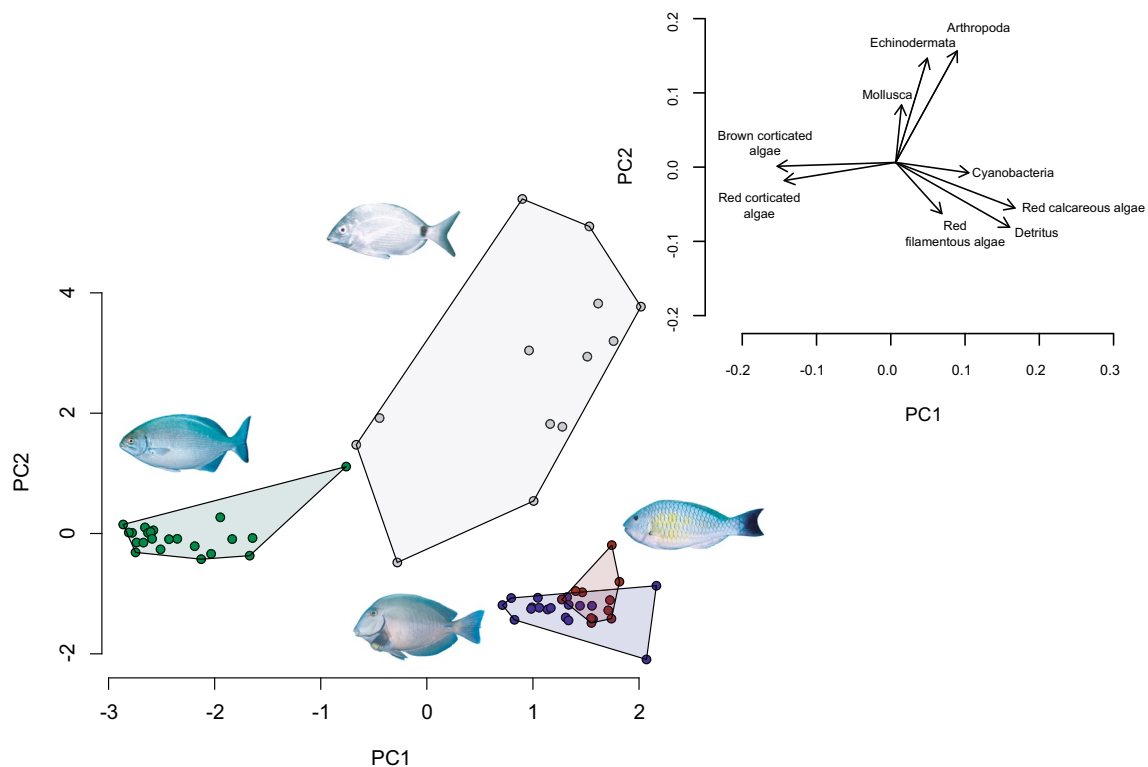 0.2
0.1
0.0
-0.1
-0.2
PC2
Arthropoda
Echinodermata
Mollusca
Brown corticated
algae
Red corticated
algae
Cyanobacteria
Red calcareous algae
Red
filamentous algae
Detritus
-0.2
-0.1
0.0
0.1
0.2
0.3
PC1
4
2
0
-2
PC2
-3
-2
-1
0
1
2
PC1